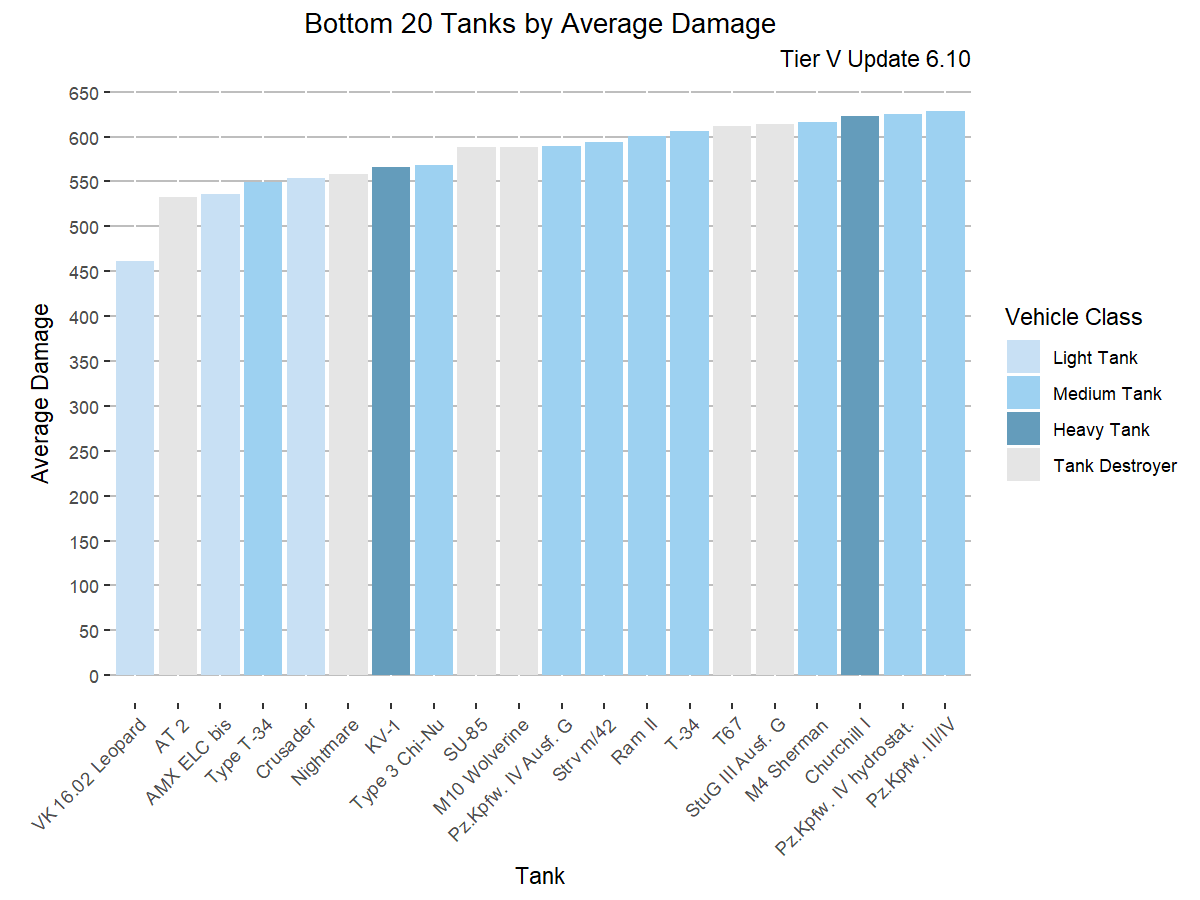 Bottom 20 Tanks by Average Damage
Tier V Update 6.10
650
600
550
500
450
400
350
300
250
200
150
100
50
0
Average Damage
VK 16.02 Leopard
AT 2
AMX ELC bis
Type T-34
Crusader
Nightmare
KV-1
Type 3 Chi-Nu
SU-85
M10 Wolverine
Pz.Kpfw. IV Ausf. G
Strv m/42
Ram II
T-34
T67
StuG III Ausf. G
M4 Sherman
Churchill I
Pz.Kpfw. IV hydrostat.
Pz.Kpfw. III/IV
Tank
Vehicle Class
Light Tank
Medium Tank
Heavy Tank
Tank Destroyer